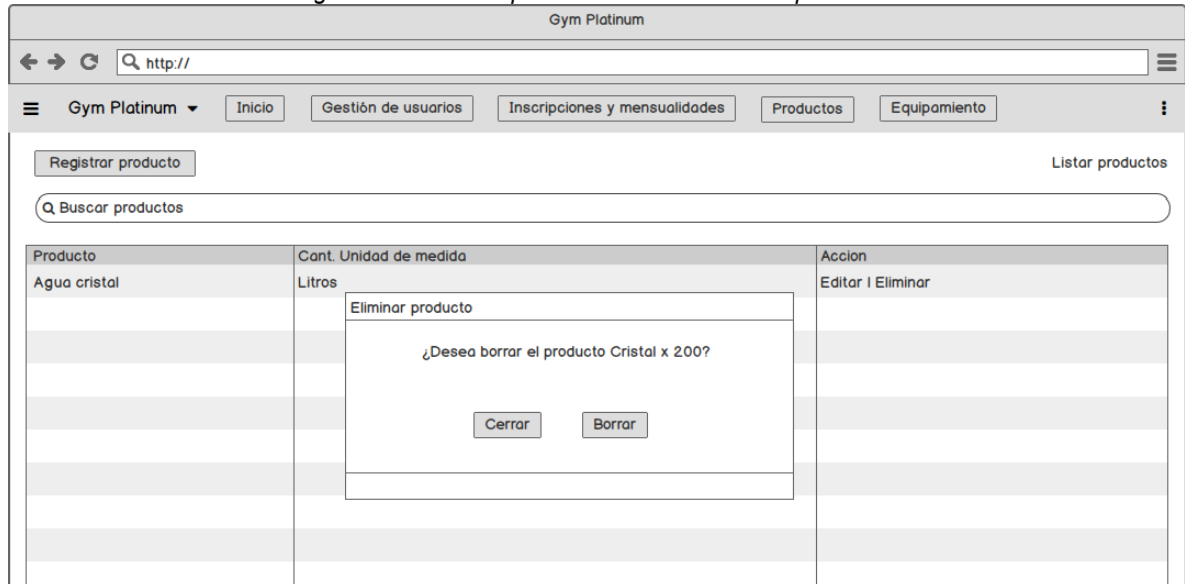 Gym Platinum
http://
Gym Platinum Inicio Gestión de usuarios Inscripciones y mensualidades Productos Equipamiento
Registrar producto Listar productos
Buscar productos
Producto Cant. Unidad de medida Accion
Agua cristal Litros Editar | Eliminar
Eliminar producto
¿Desea borrar el producto Cristal x 200?
Cerrar Borrar